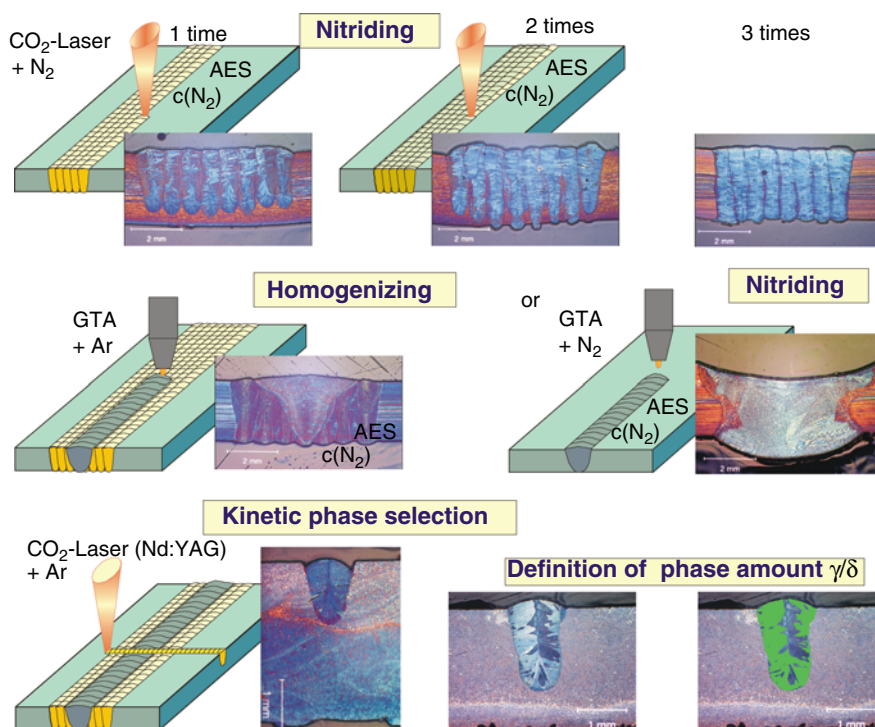 CO₂-Laser
+ N₂
1 time
Nitriding
2 times
3 times
AES
c(N₂)
AES
c(N₂)
2 mm
2 mm
2 mm
Homogenizing
or
Nitriding
GTA
+ Ar
GTA
+ N₂
AES
c(N₂)
AES
c(N₂)
2 mm
2 mm
Kinetic phase selection
CO₂-Laser (Nd:YAG)
+ Ar
Definition of phase amount γ/δ
1 mm
1 mm
1 mm